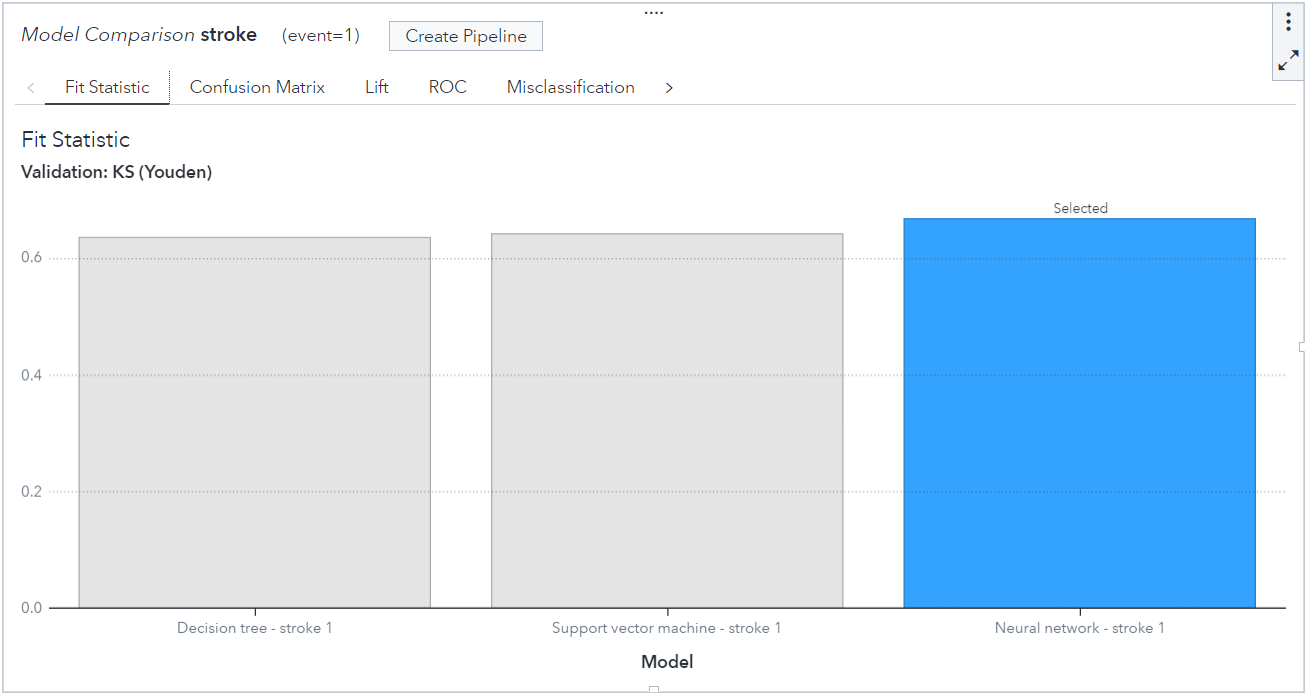 Model Comparison stroke (event=1) Create Pipeline
Fit Statistic Confusion Matrix Lift ROC Misclassification
Fit Statistic
Validation: KS (Youden)
Selected
0.6
0.4
0.2
0.0
Decision tree - stroke 1 Support vector machine - stroke 1 Neural network - stroke 1
Model